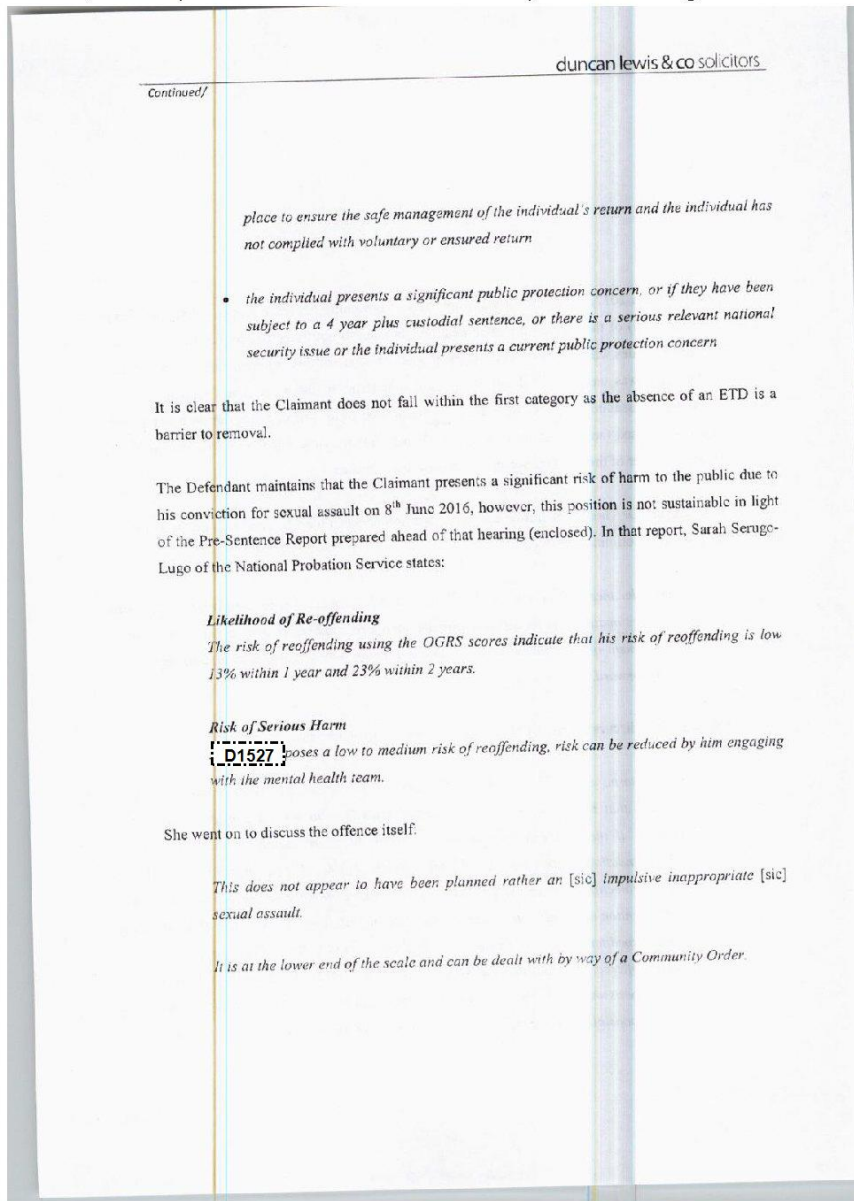 duncan lewis & co solicitors
Continued/
place to ensure the safe management of the individual's return and the individual has
not complied with voluntary or ensured return
• the individual presents a significant public protection concern, or if they have been
subject to a 4 year plus custodial sentence, or there is a serious relevant national
security issue or the individual presents a current public protection concern
It is clear that the Claimant does not fall within the first category as the absence of an ETD is a
barrier to removal.
The Defendant maintains that the Claimant presents a significant risk of harm to the public due to
his conviction for sexual assault on 8th June 2016, however, this position is not sustainable in light
of the Pre-Sentence Report prepared ahead of that hearing (enclosed). In that report, Sarah Serugo-
Lugo of the National Probation Service states:
Likelihood of Re-offending
The risk of reoffending using the OGRS scores indicate that his risk of reoffending is low
13% within 1 year and 23% within 2 years.
Risk of Serious Harm
D1527 poses a low to medium risk of reoffending, risk can be reduced by him engaging
with the mental health team.
She went on to discuss the offence itself.
This does not appear to have been planned rather an [sic] impulsive inappropriate [sic]
sexual assault.
It is at the lower end of the scale and can be dealt with by way of a Community Order.